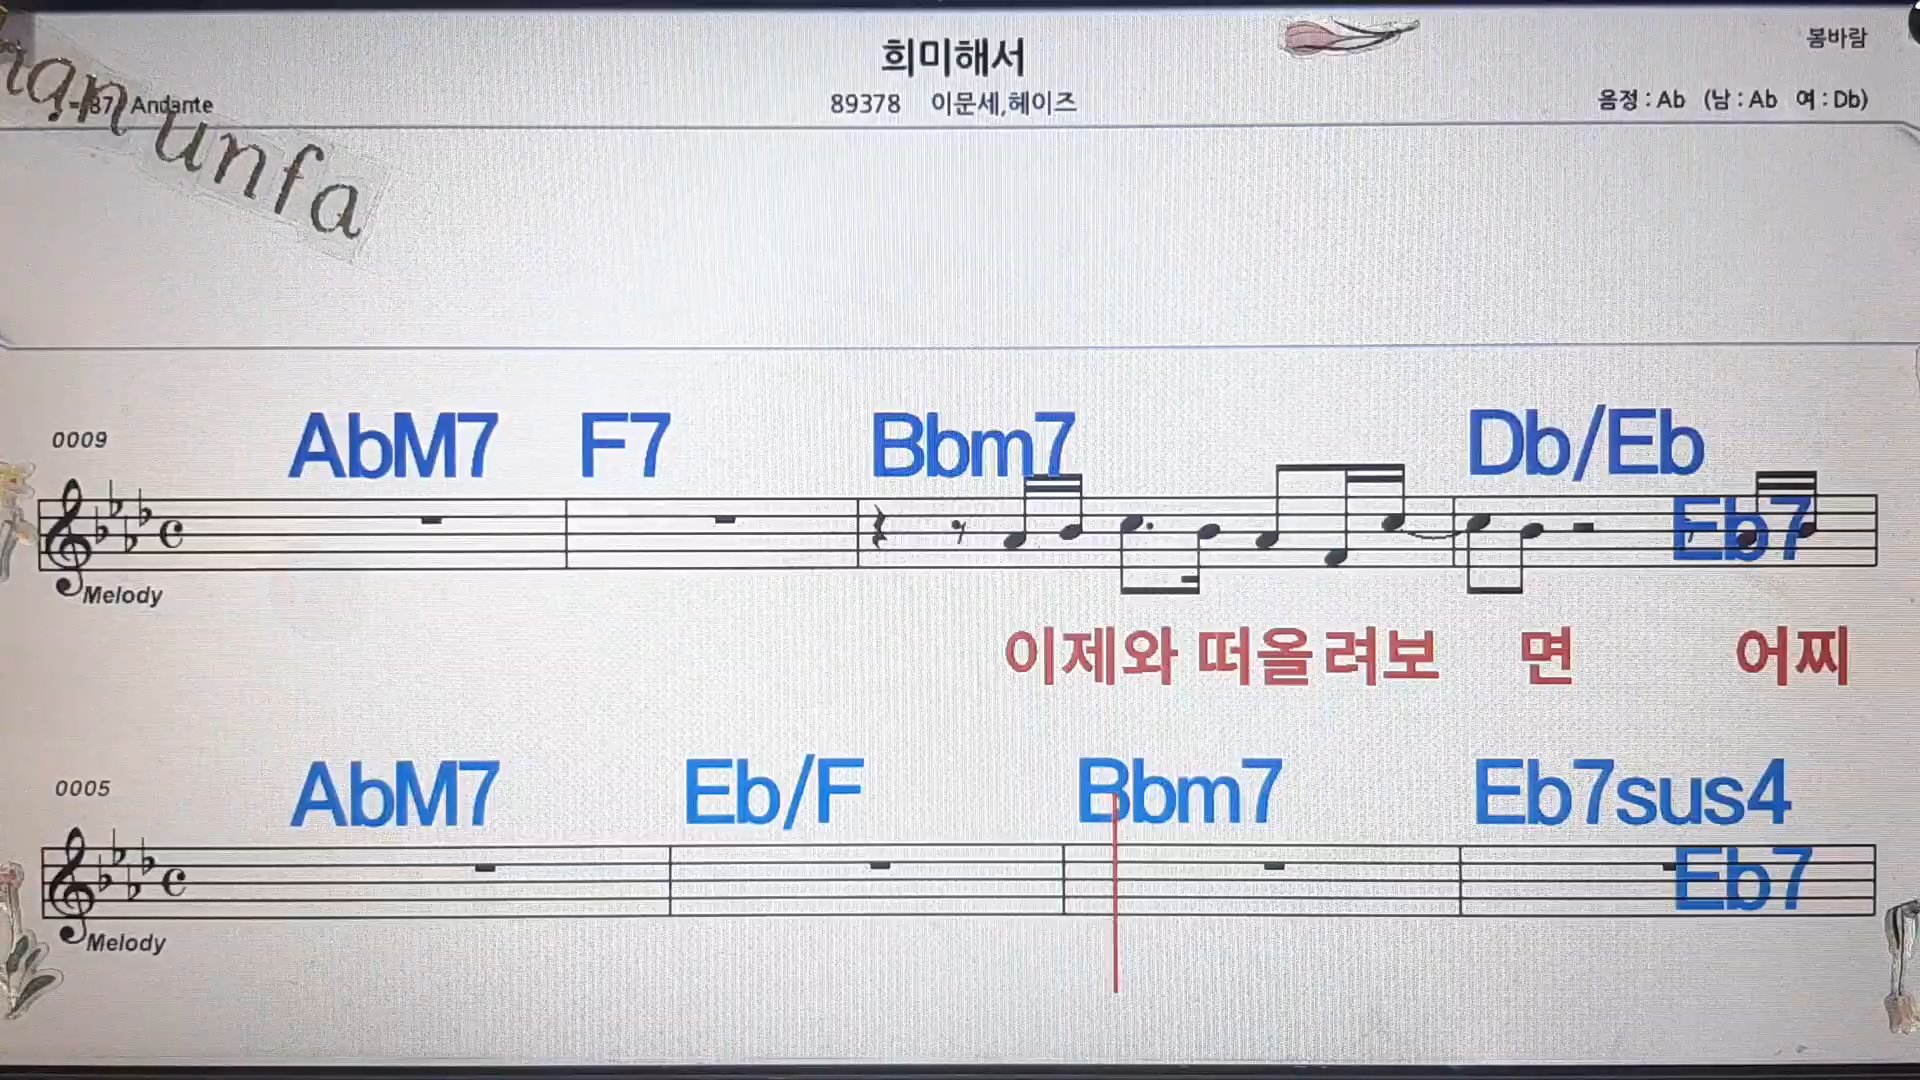 희미해서
봄바람
= 87 Andante
89378 이문세,헤이즈
음정 : Ab (남 : Ab 여 : Db)
unfa
0009
AbM7 F7 Bbm7 Db/Eb
Eb7
Melody
이제와 떠올려보 면 어찌
0005
AbM7 Eb/F Bbm7 Eb7sus4
Eb7
Melody